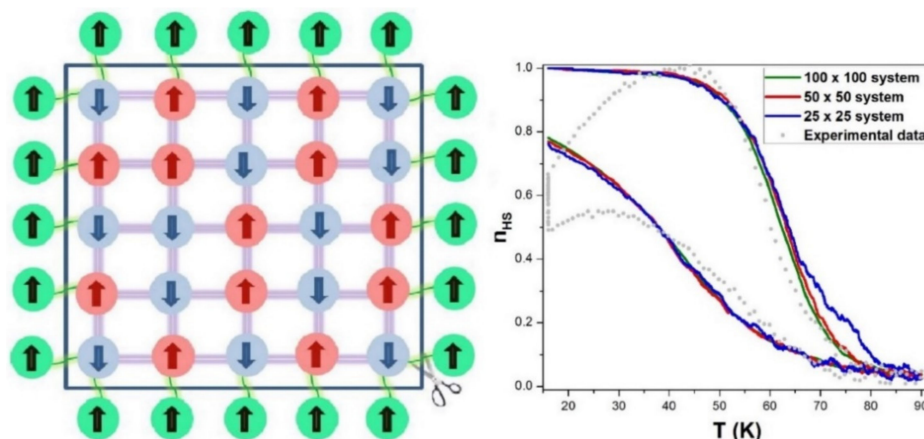 100 x 100 system
50 x 50 system
25 x 25 system
Experimental data
1.0
0.8
0.6
0.4
0.2
0.0
nHS
20 30 40 50 60 70 80 90
T (K)